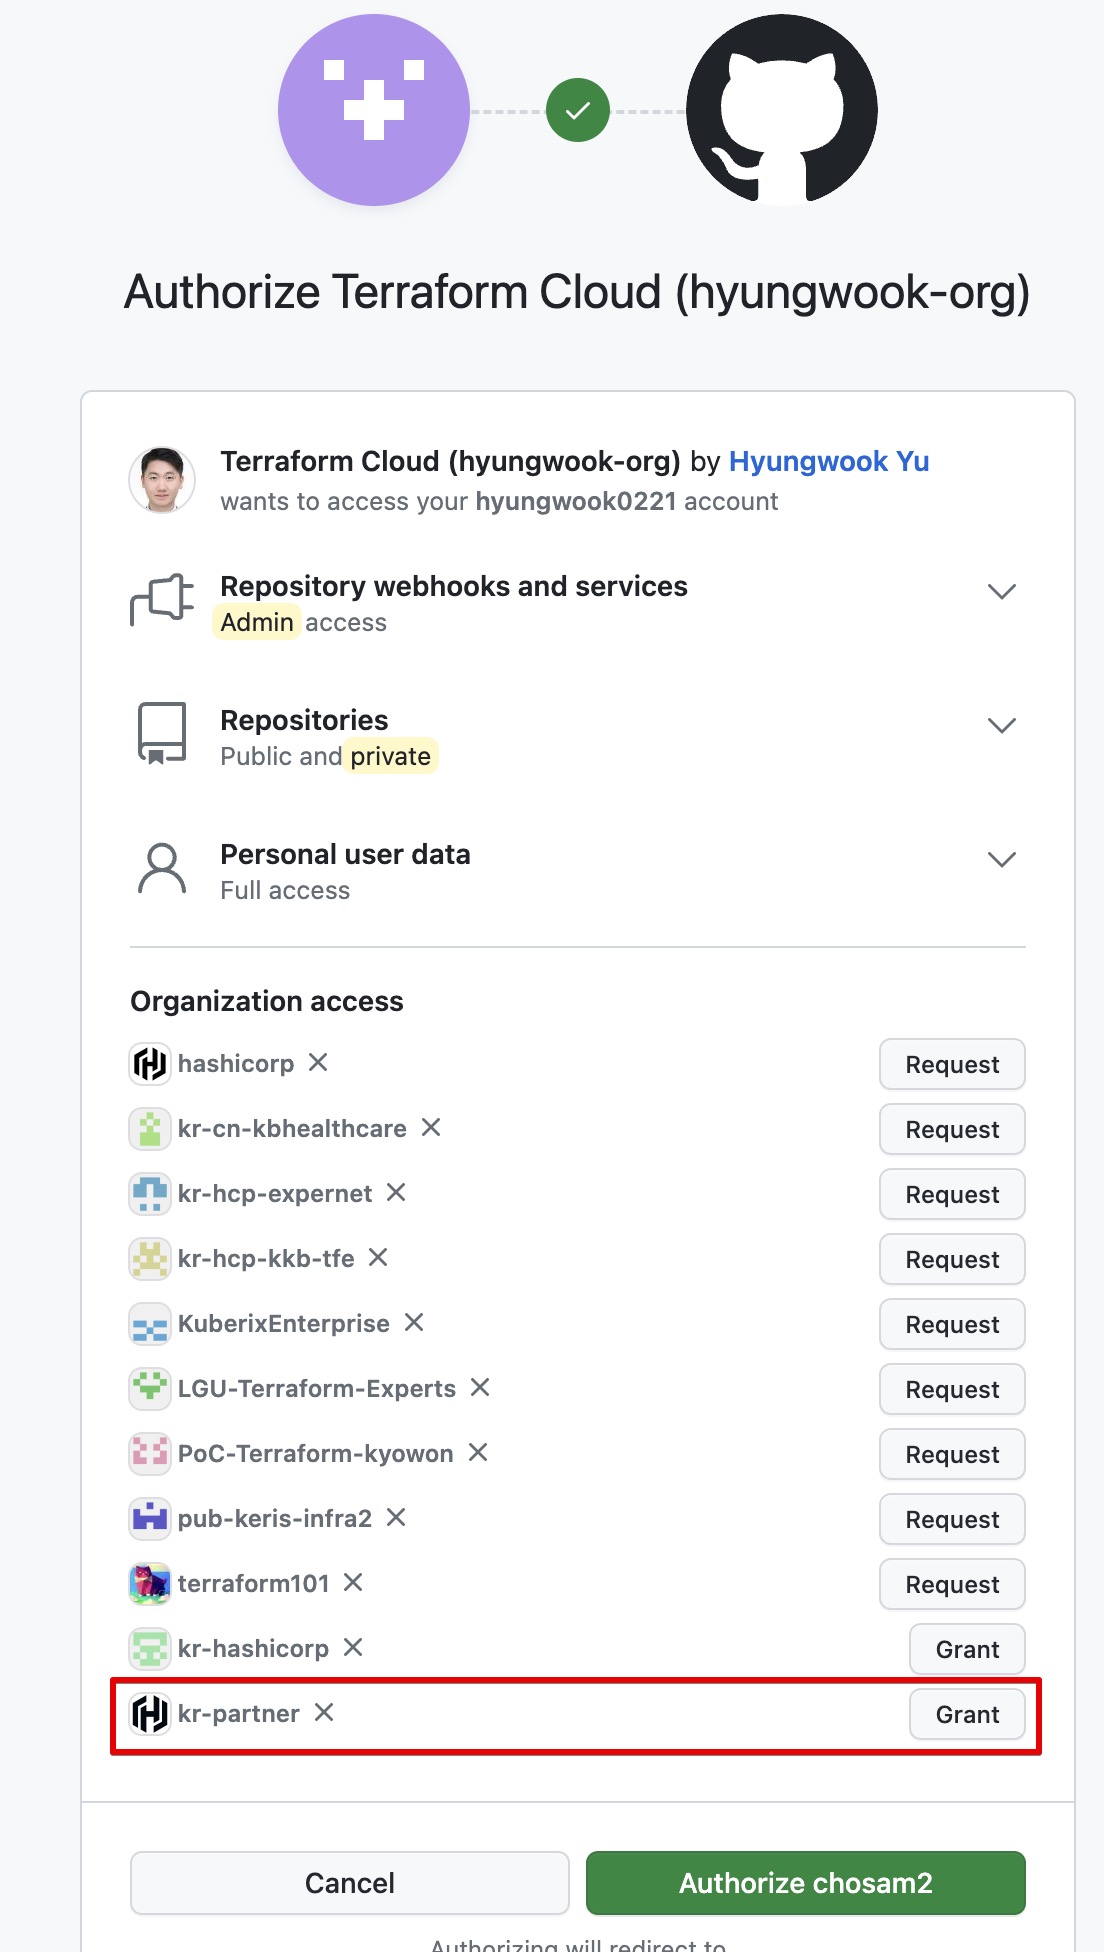 Authorize Terraform Cloud (hyungwook-org)
Terraform Cloud (hyungwook-org) by Hyungwook Yu
wants to access your hyungwook0221 account
Repository webhooks and services
Admin access
Repositories
Public and private
Personal user data
Full access
Organization access
hashicorp Request
kr-cn-kbhealthcare Request
kr-hcp-expernet Request
kr-hcp-kkb-tfe Request
KuberixEnterprise Request
LGU-Terraform-Experts Request
PoC-Terraform-kyowon Request
pub-keris-infra2 Request
terraform101 Request
kr-hashicorp Grant
kr-partner Grant
Cancel Authorize chosam2
Authorizing will redirect to